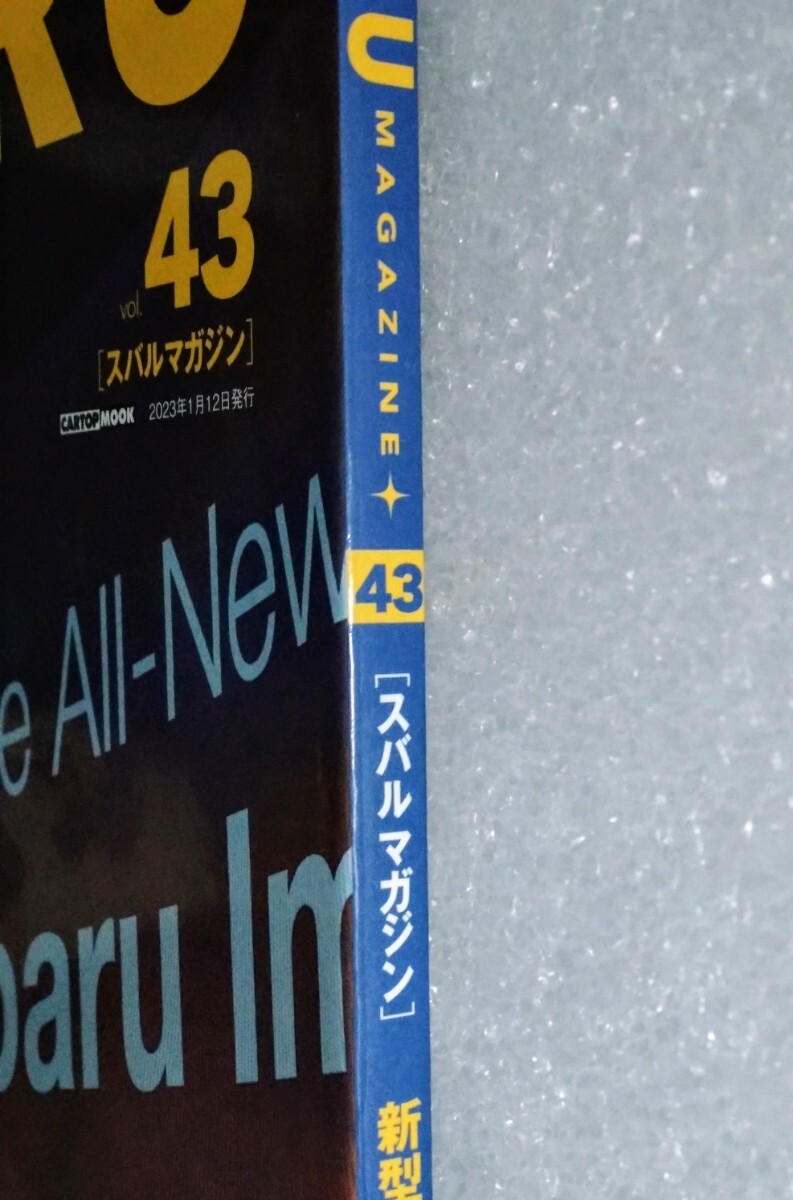 vol. 43
[スバルマガジン]
CARTOP MOOK 2023年1月12日発行
All-New
baru Im
U MAGAZINE
43
[スバルマガジン]
新型